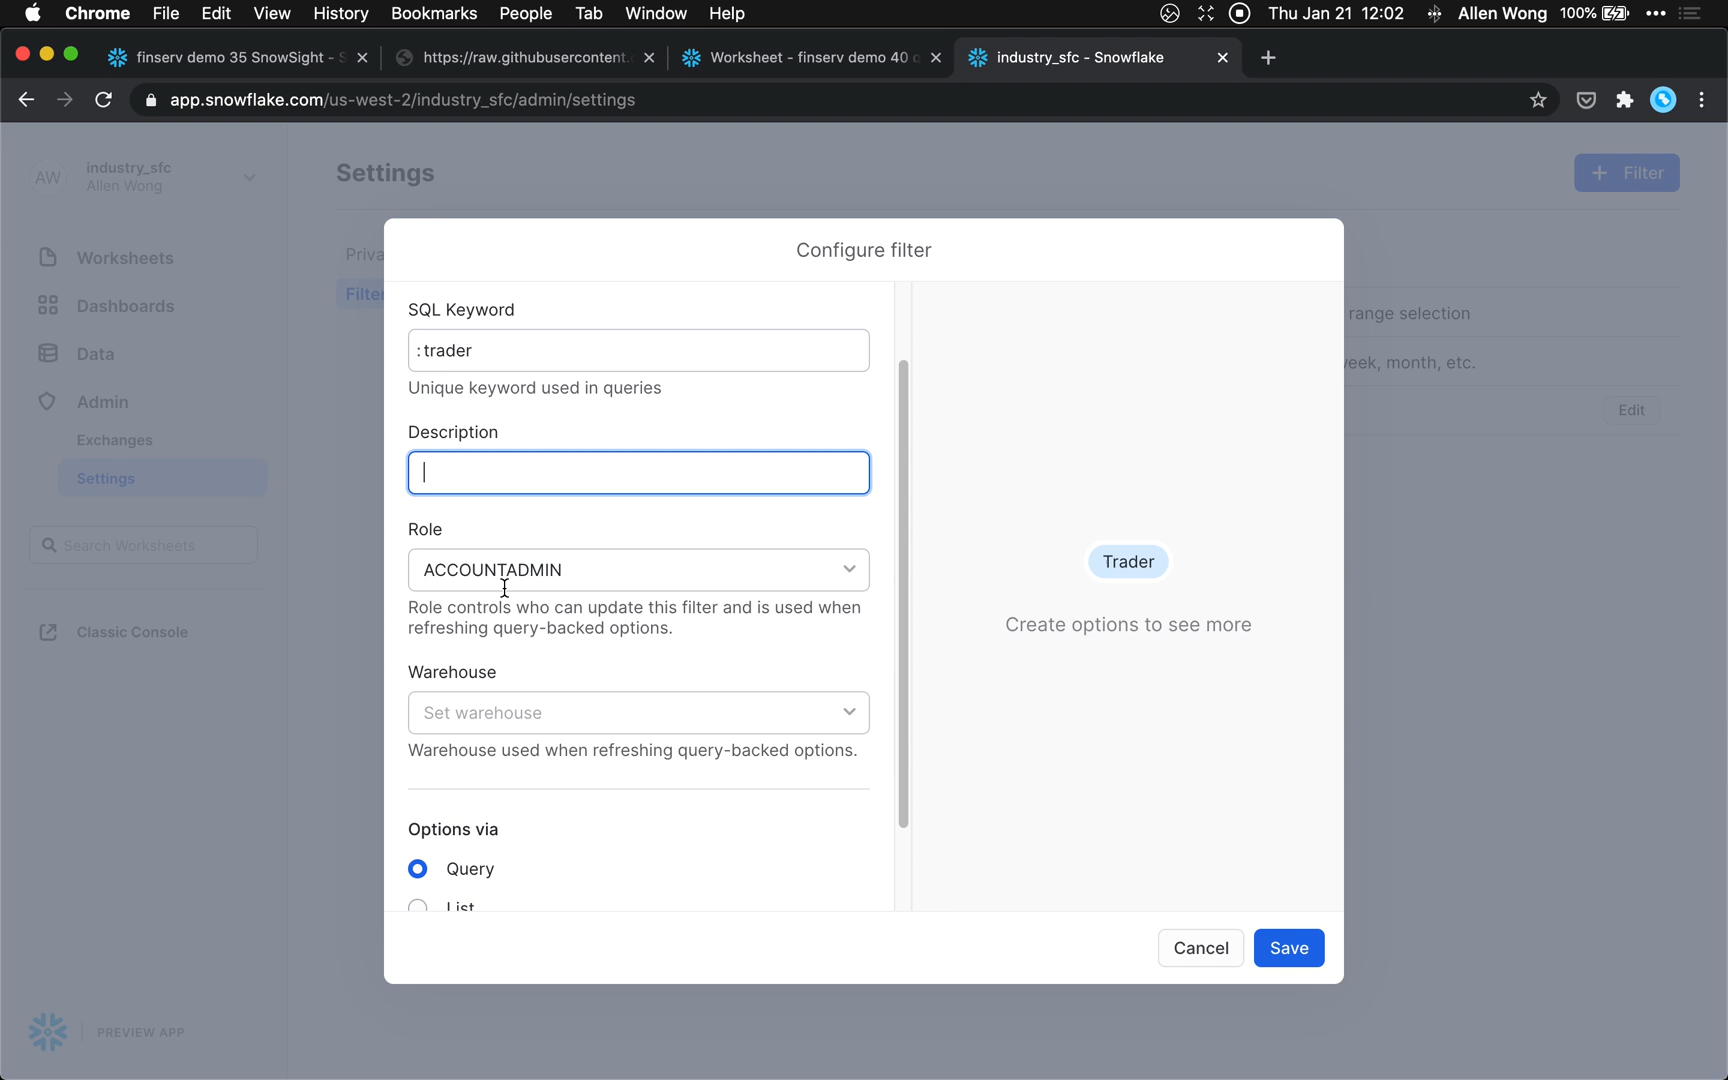 Chrome File Edit View History Bookmarks People Tab Window Help Thu Jan 21 12:02 Allen Wong 100%
finserv demo 35 SnowSight - S https://raw.githubusercontent. Worksheet - finserv demo 40 q industry_sfc - Snowflake
app.snowflake.com/us-west-2/industry_sfc/admin/settings
AW industry_sfc
Allen Wong
Settings
+ Filter
Worksheets
Dashboards
Data
Admin
Exchanges
Settings
Search Worksheets
Classic Console
PREVIEW APP
Priva
Filter
range selection
week, month, etc.
Edit
Configure filter
SQL Keyword
:trader
Unique keyword used in queries
Description
Role
ACCOUNTADMIN
Role controls who can update this filter and is used when
refreshing query-backed options.
Warehouse
Set warehouse
Warehouse used when refreshing query-backed options.
Options via
Query
List
Trader
Create options to see more
Cancel Save